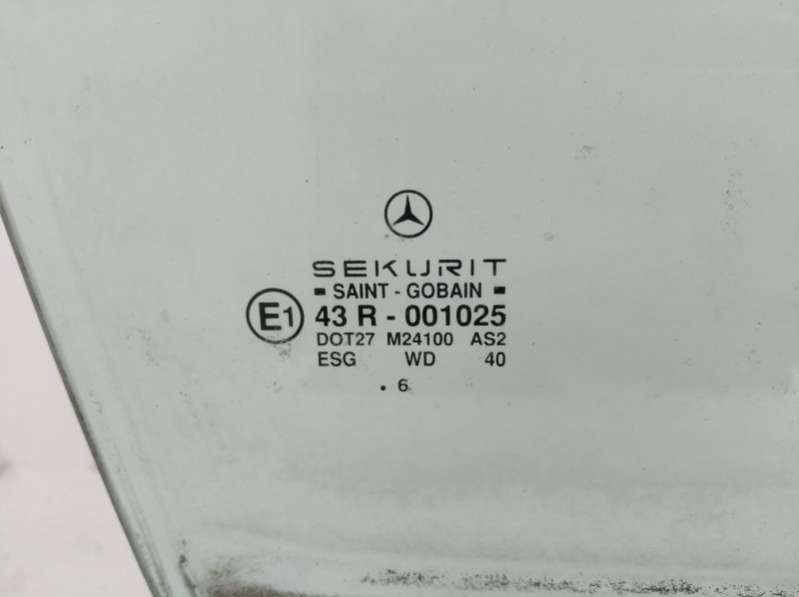 SEKURIT
SAINT - GOBAIN
E1 43 R - 001025
DOT27 M24100 AS2
ESG WD 40
. 6